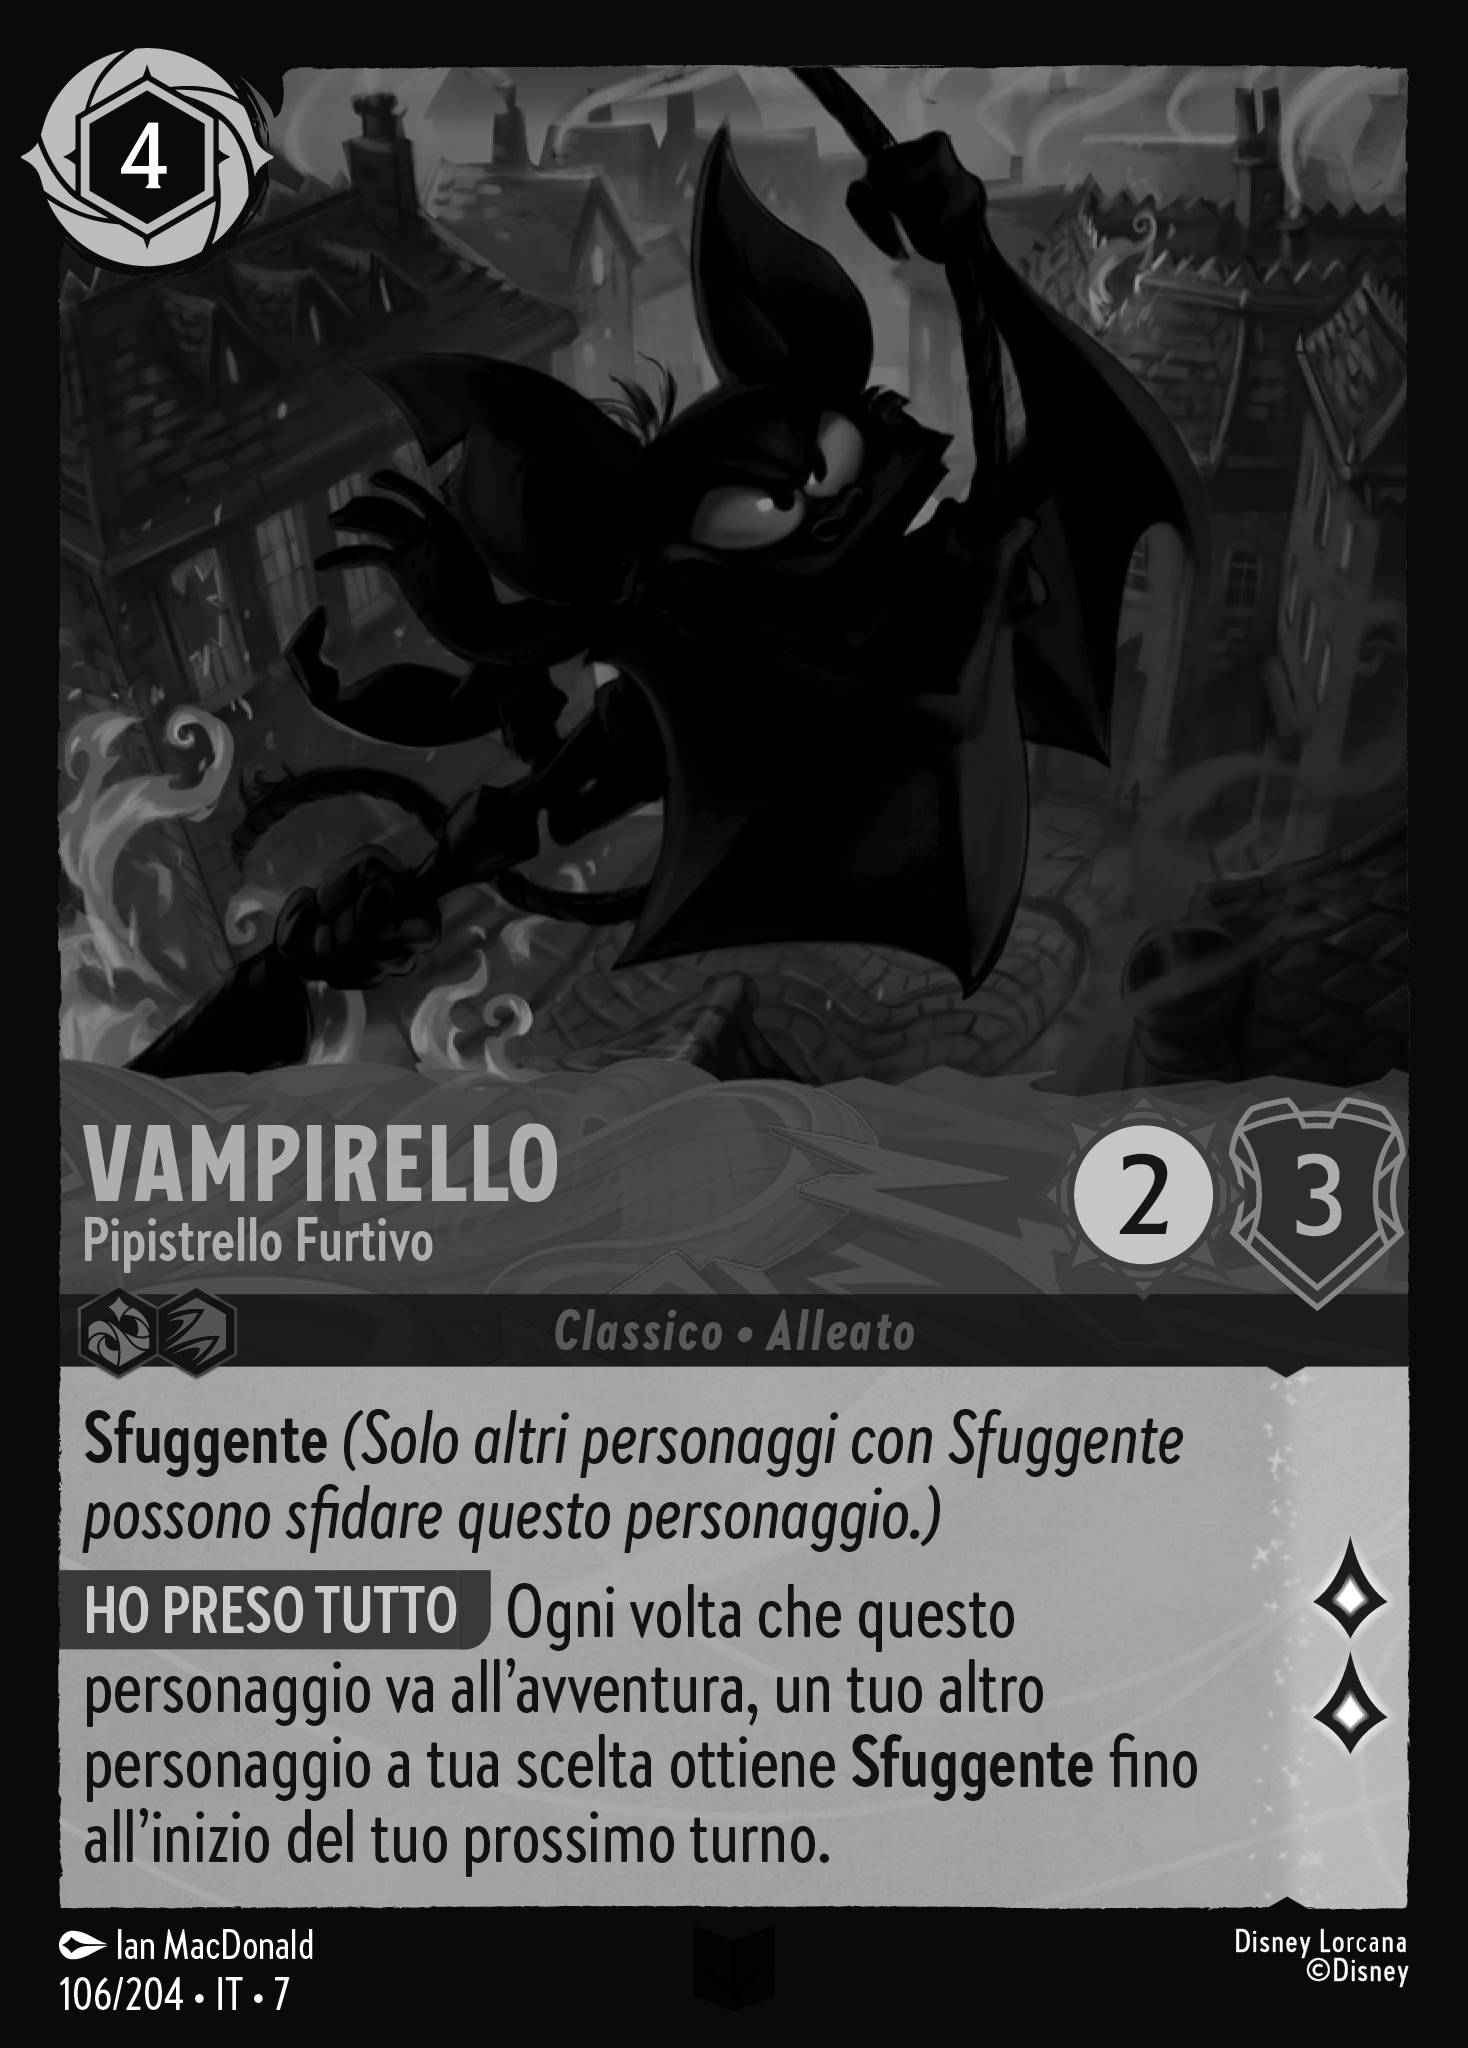 4
VAMPIRELLO
Pipistrello Furtivo
2
3
Classico • Alleato
Sfuggente (Solo altri personaggi con Sfuggente
possono sfidare questo personaggio.)
HO PRESO TUTTO Ogni volta che questo
personaggio va all’avventura, un tuo altro
personaggio a tua scelta ottiene Sfuggente fino
all’inizio del tuo prossimo turno.
Ian MacDonald
106/204 • IT • 7
Disney Lorcana
©Disney